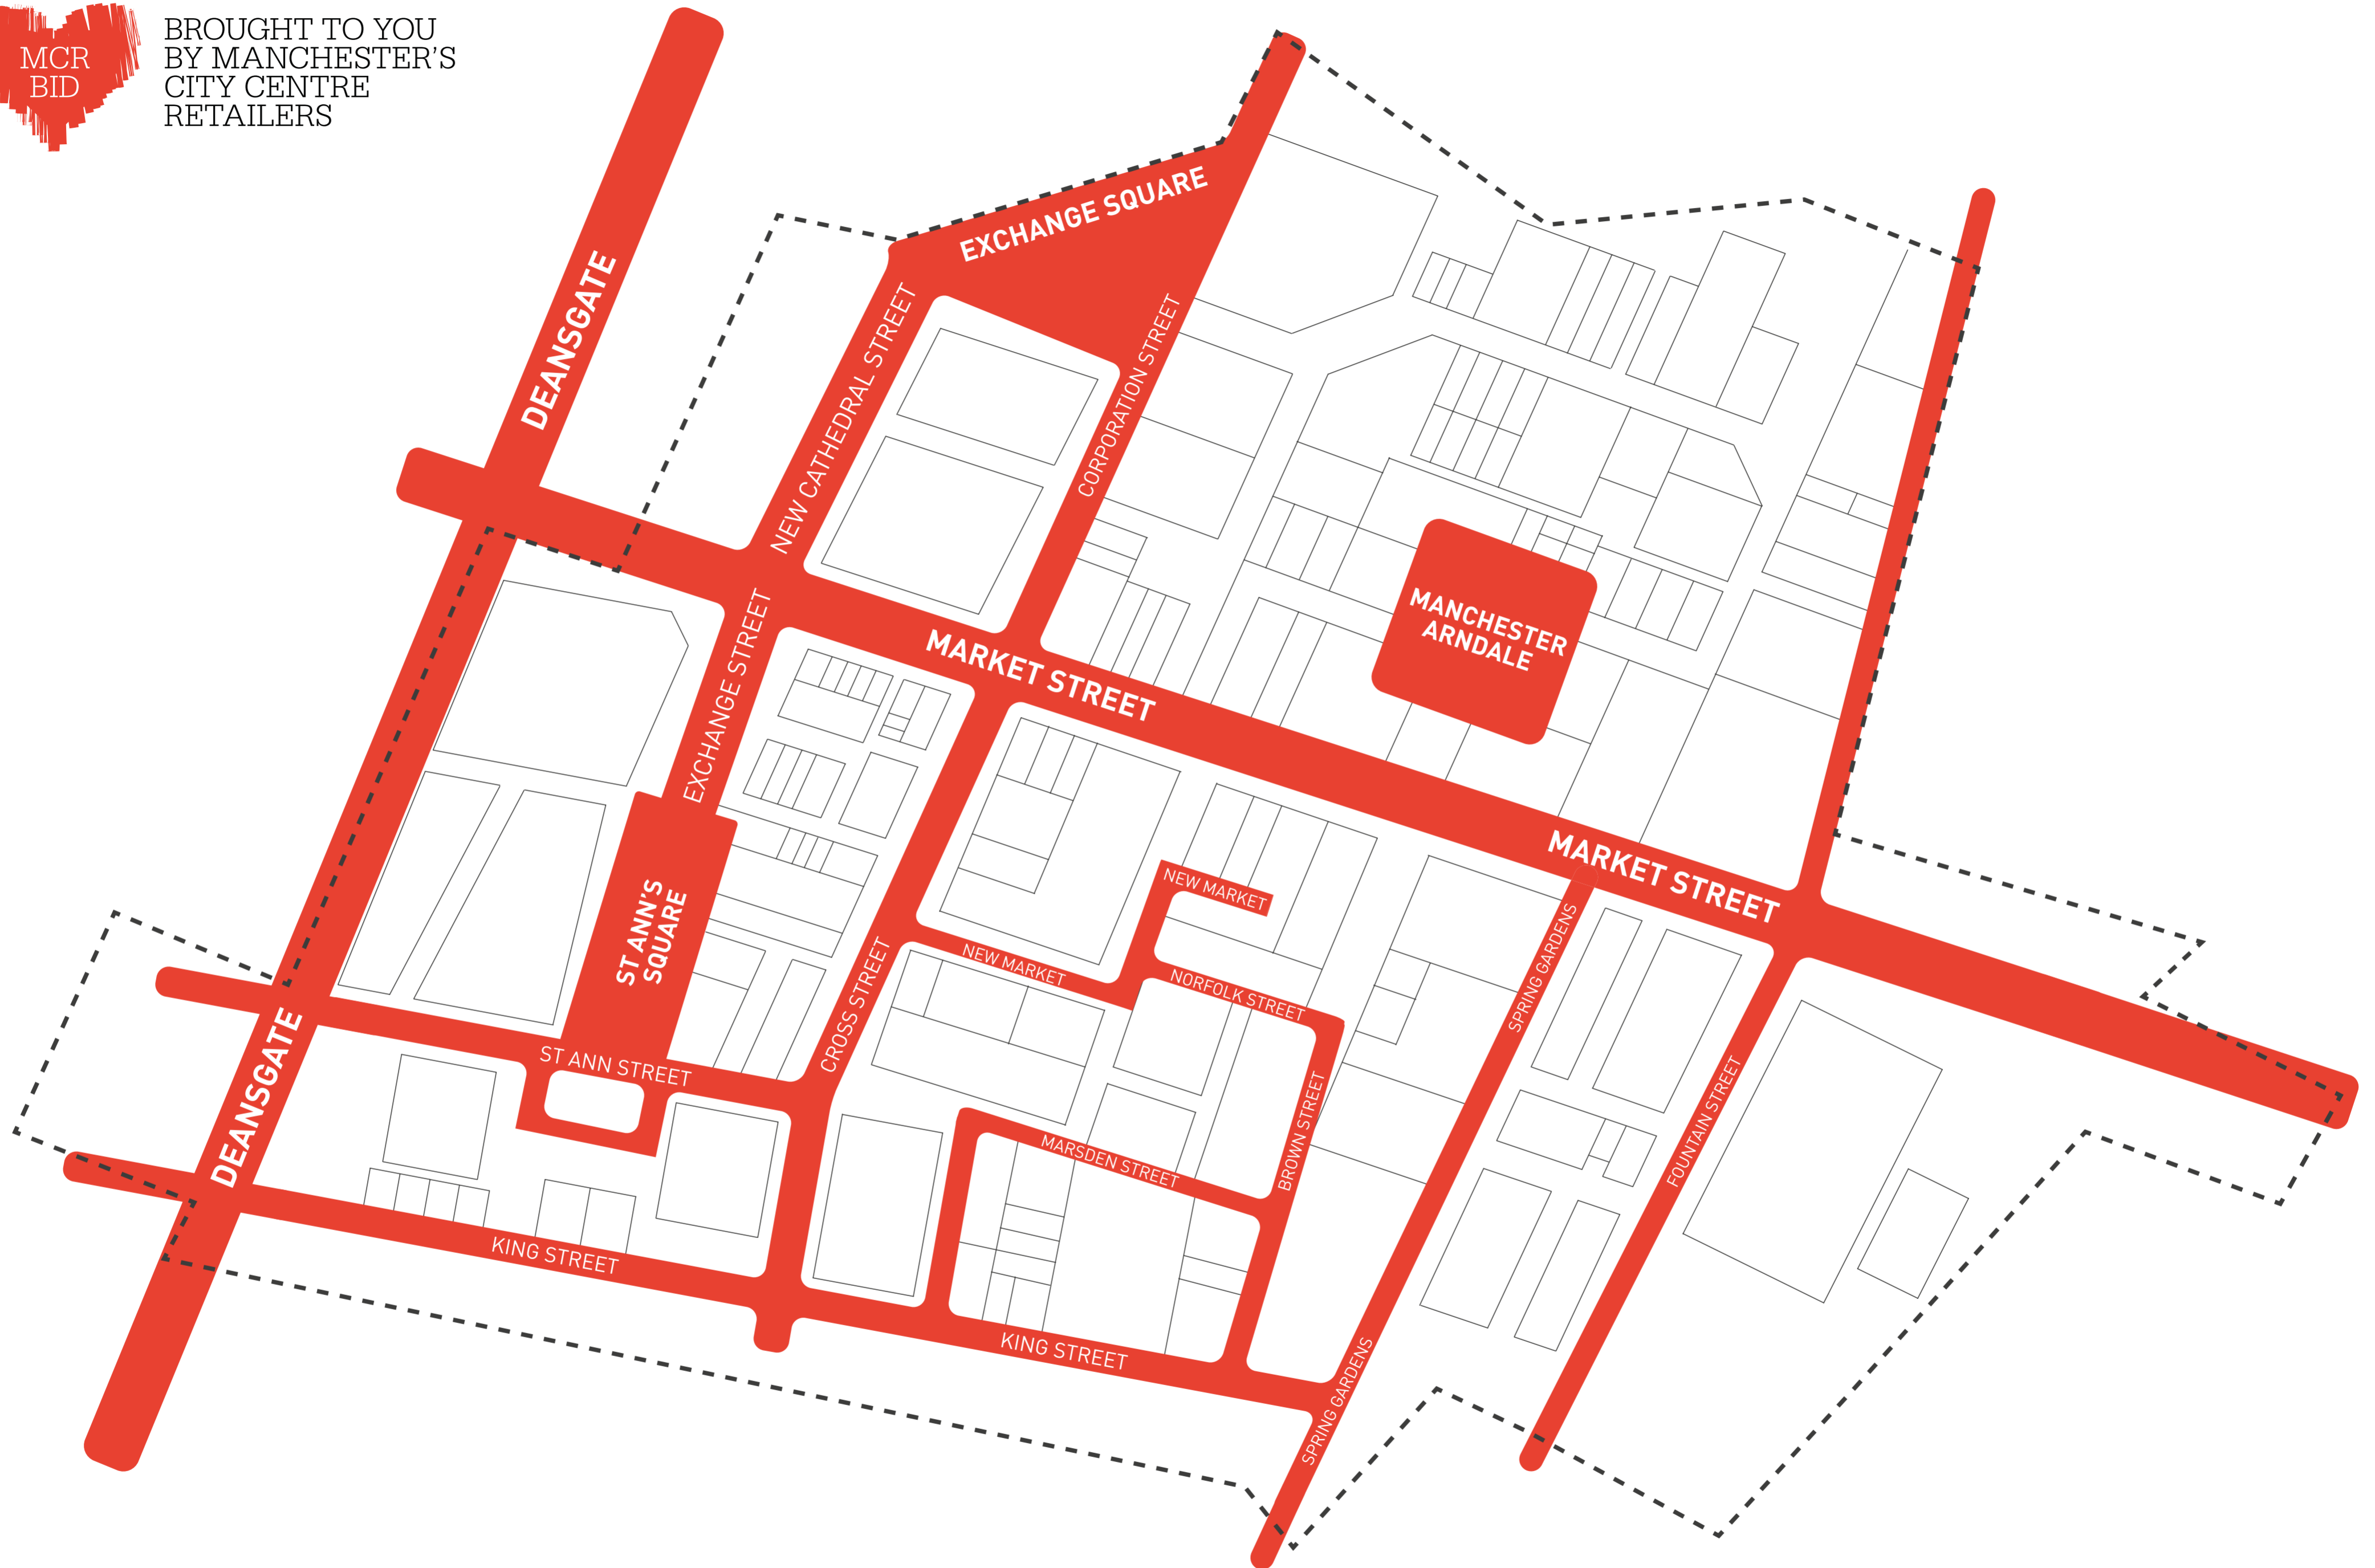 MCR
BID
BROUGHT TO YOU
BY MANCHESTER'S
CITY CENTRE
RETAILERS
EXCHANGE SQUARE
DEANSGATE
NEW CATHEDRAL STREET
CORPORATION STREET
MANCHESTER
ARNDALE
EXCHANGE STREET
MARKET STREET
MARKET STREET
NEW MARKET
ST ANN'S
SQUARE
SPRING GARDENS
NEW MARKET
NORFOLK STREET
CROSS STREET
DEANSGATE
ST ANN STREET
FOUNTAIN STREET
BROWN STREET
MARSDEN STREET
KING STREET
KING STREET
SPRING GARDENS